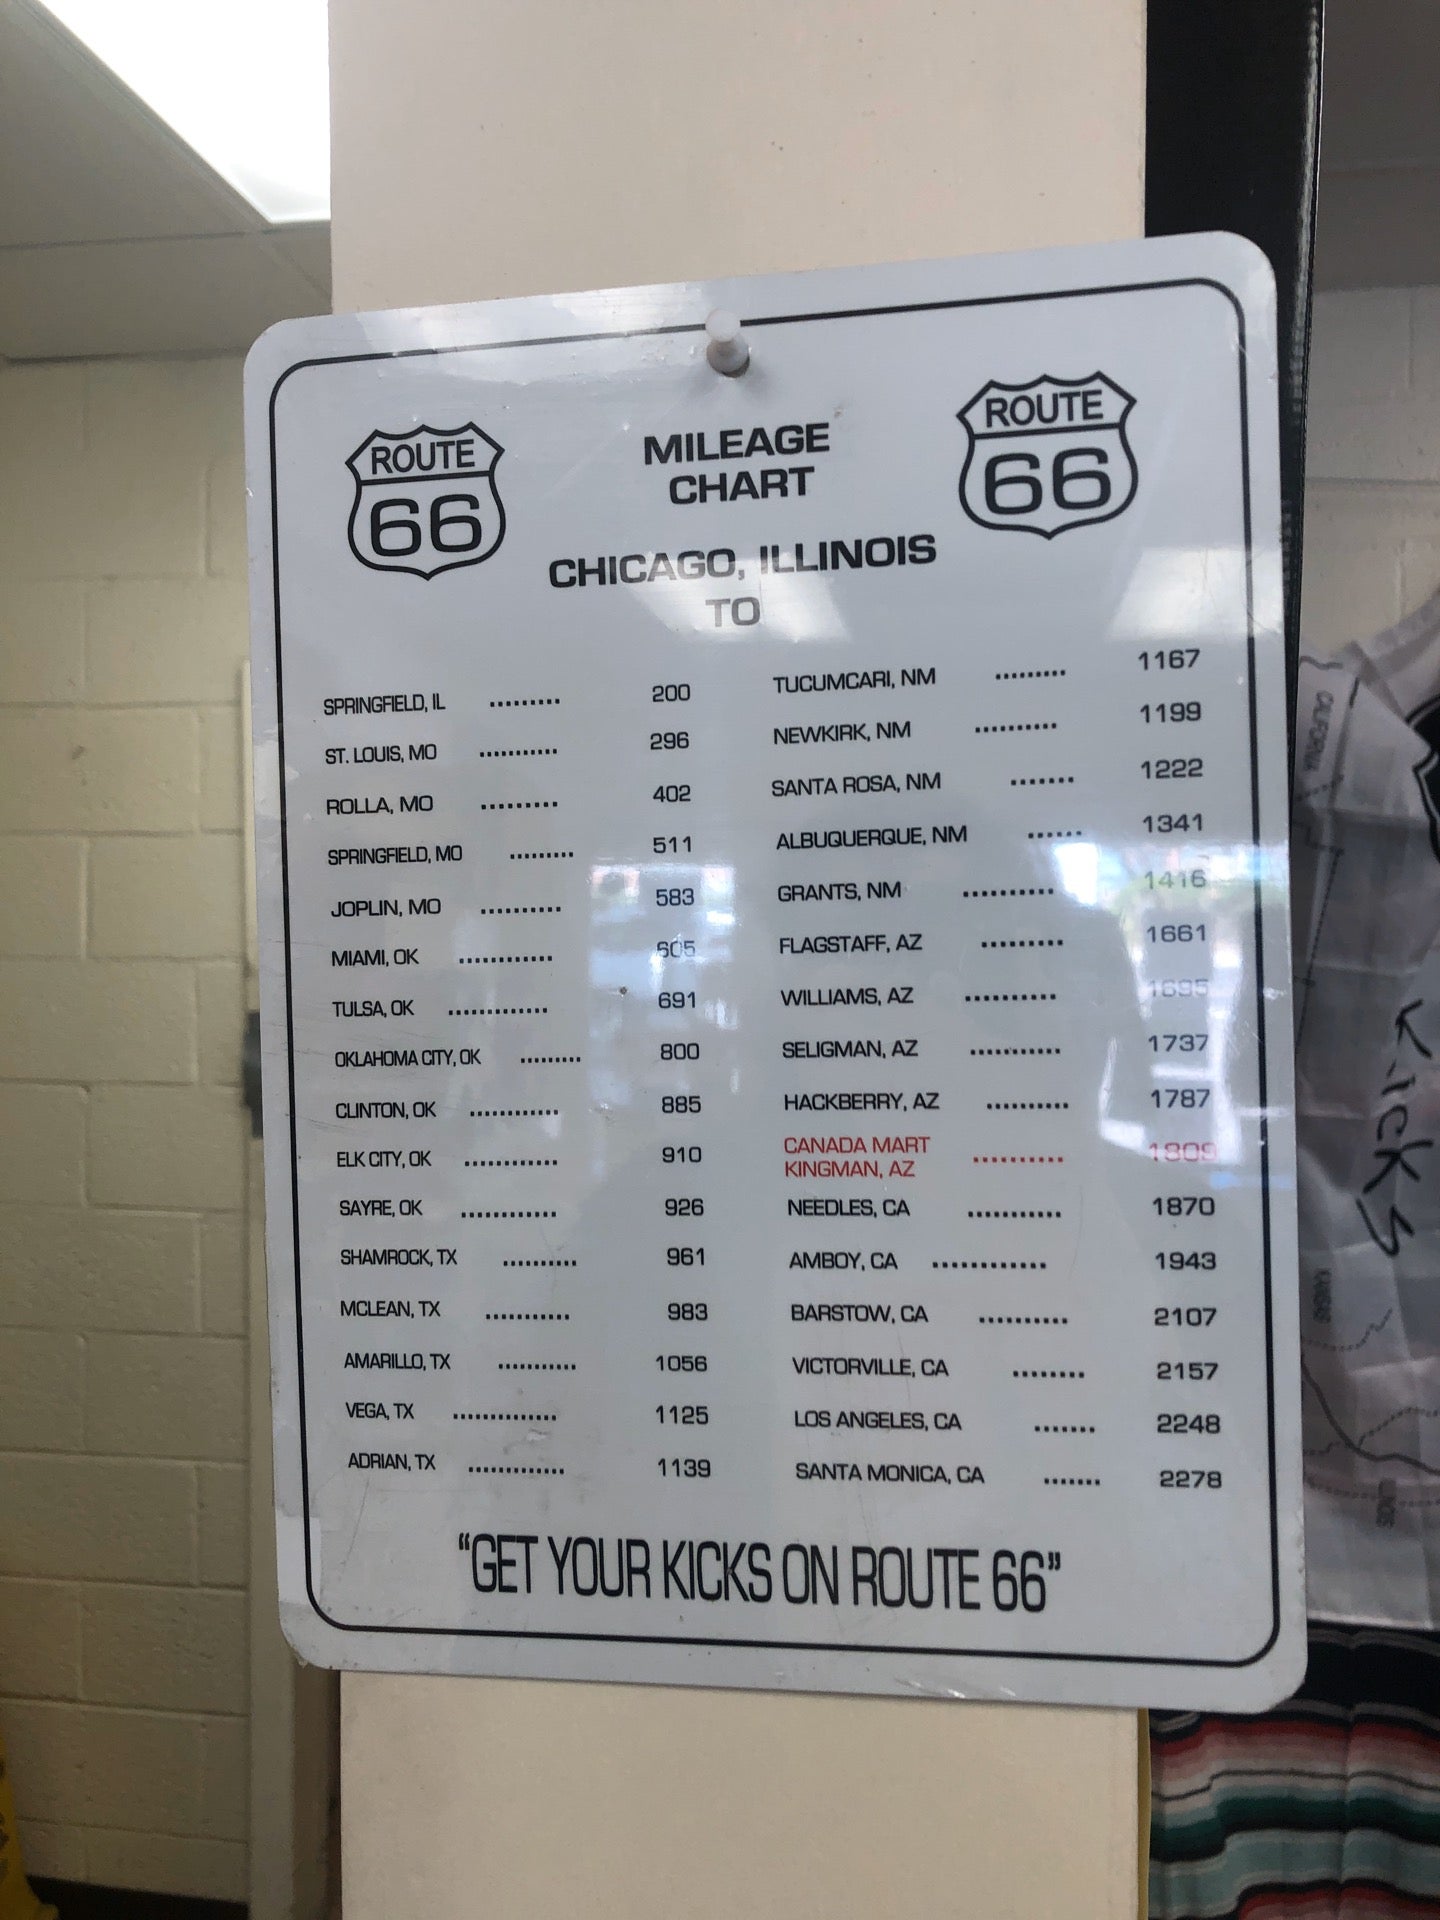 ROUTE
66
MILEAGE
CHART
ROUTE
66
CHICAGO, ILLINOIS
TO
SPRINGFIELD, IL ......... 200
ST. LOUIS, MO ........... 296
ROLLA, MO .......... 402
SPRINGFIELD, MO ......... 511
JOPLIN, MO .......... 583
MIAMI, OK ............ 605
TULSA, OK ............. 691
OKLAHOMA CITY, OK ........ 800
CLINTON, OK ............ 885
ELK CITY, OK ............ 910
SAYRE, OK ............ 926
SHAMROCK, TX .......... 961
MCLEAN, TX ........... 983
AMARILLO, TX ........... 1056
VEGA, TX .............. 1125
ADRIAN, TX ............. 1139
TUCUMCARI, NM ......... 1167
NEWKIRK, NM .......... 1199
SANTA ROSA, NM ....... 1222
ALBUQUERQUE, NM ...... 1341
GRANTS, NM ........... 1416
FLAGSTAFF, AZ ......... 1661
WILLIAMS, AZ .......... 1695
SELIGMAN, AZ ........... 1737
HACKBERRY, AZ .......... 1787
CANADA MART
KINGMAN, AZ .......... 1809
NEEDLES, CA ............ 1870
AMBOY, CA ............. 1943
BARSTOW, CA .......... 2107
VICTORVILLE, CA ........ 2157
LOS ANGELES, CA ....... 2248
SANTA MONICA, CA ....... 2278
"GET YOUR KICKS ON ROUTE 66"
CALIFORNIA
KICKS
KANSAS